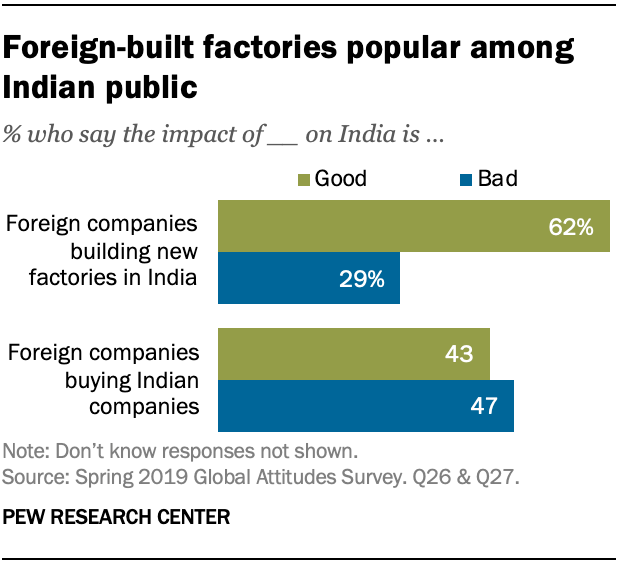 Foreign-built factories popular among
Indian public
% who say the impact of __ on India is ...
Good
Bad
Foreign companies
building new
factories in India
62%
29%
Foreign companies
buying Indian
companies
43
47
Note: Don’t know responses not shown.
Source: Spring 2019 Global Attitudes Survey. Q26 & Q27.
PEW RESEARCH CENTER